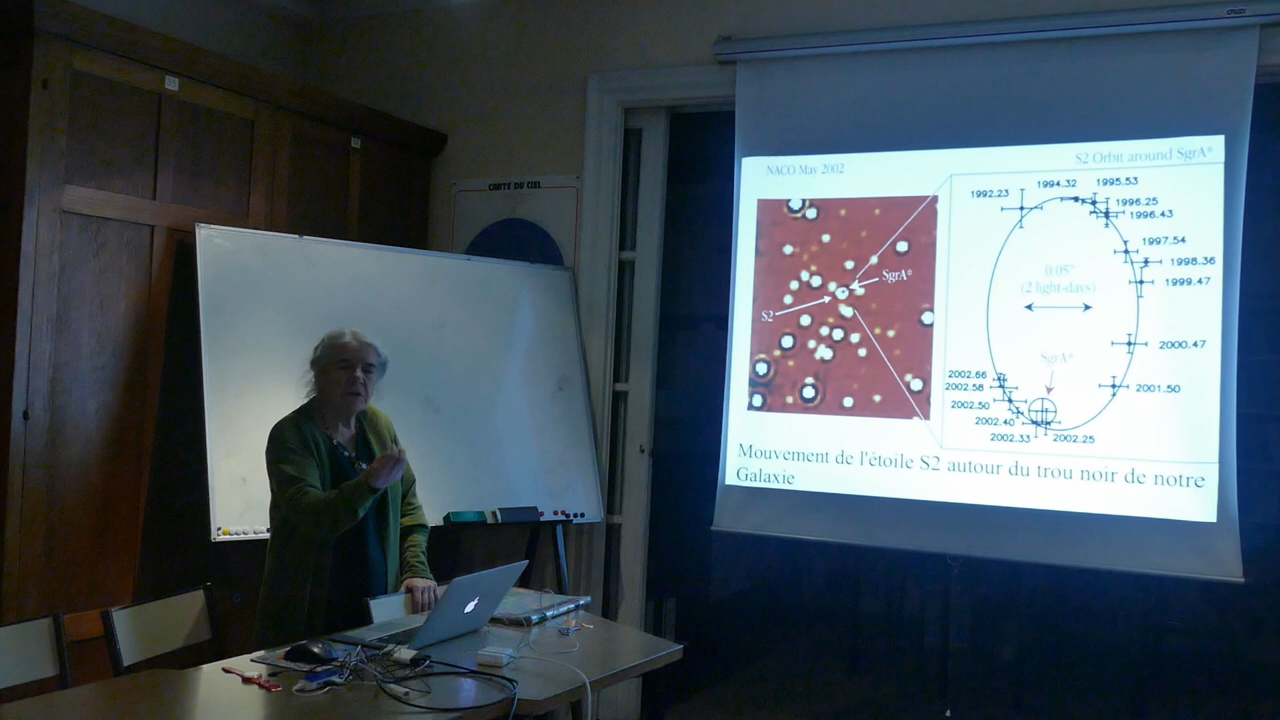 CARTE DU CIEL
NACO May 2002
S2 Orbit around SgrA*
SgrA*
S2
1992.23
1994.32
1995.53
1996.25
1996.43
1997.54
1998.36
1999.47
0.05"
(2 light-days)
2000.47
SgrA*
2001.50
2002.66
2002.58
2002.50
2002.40
2002.33
2002.25
Mouvement de l'étoile S2 autour du trou noir de notre
Galaxie